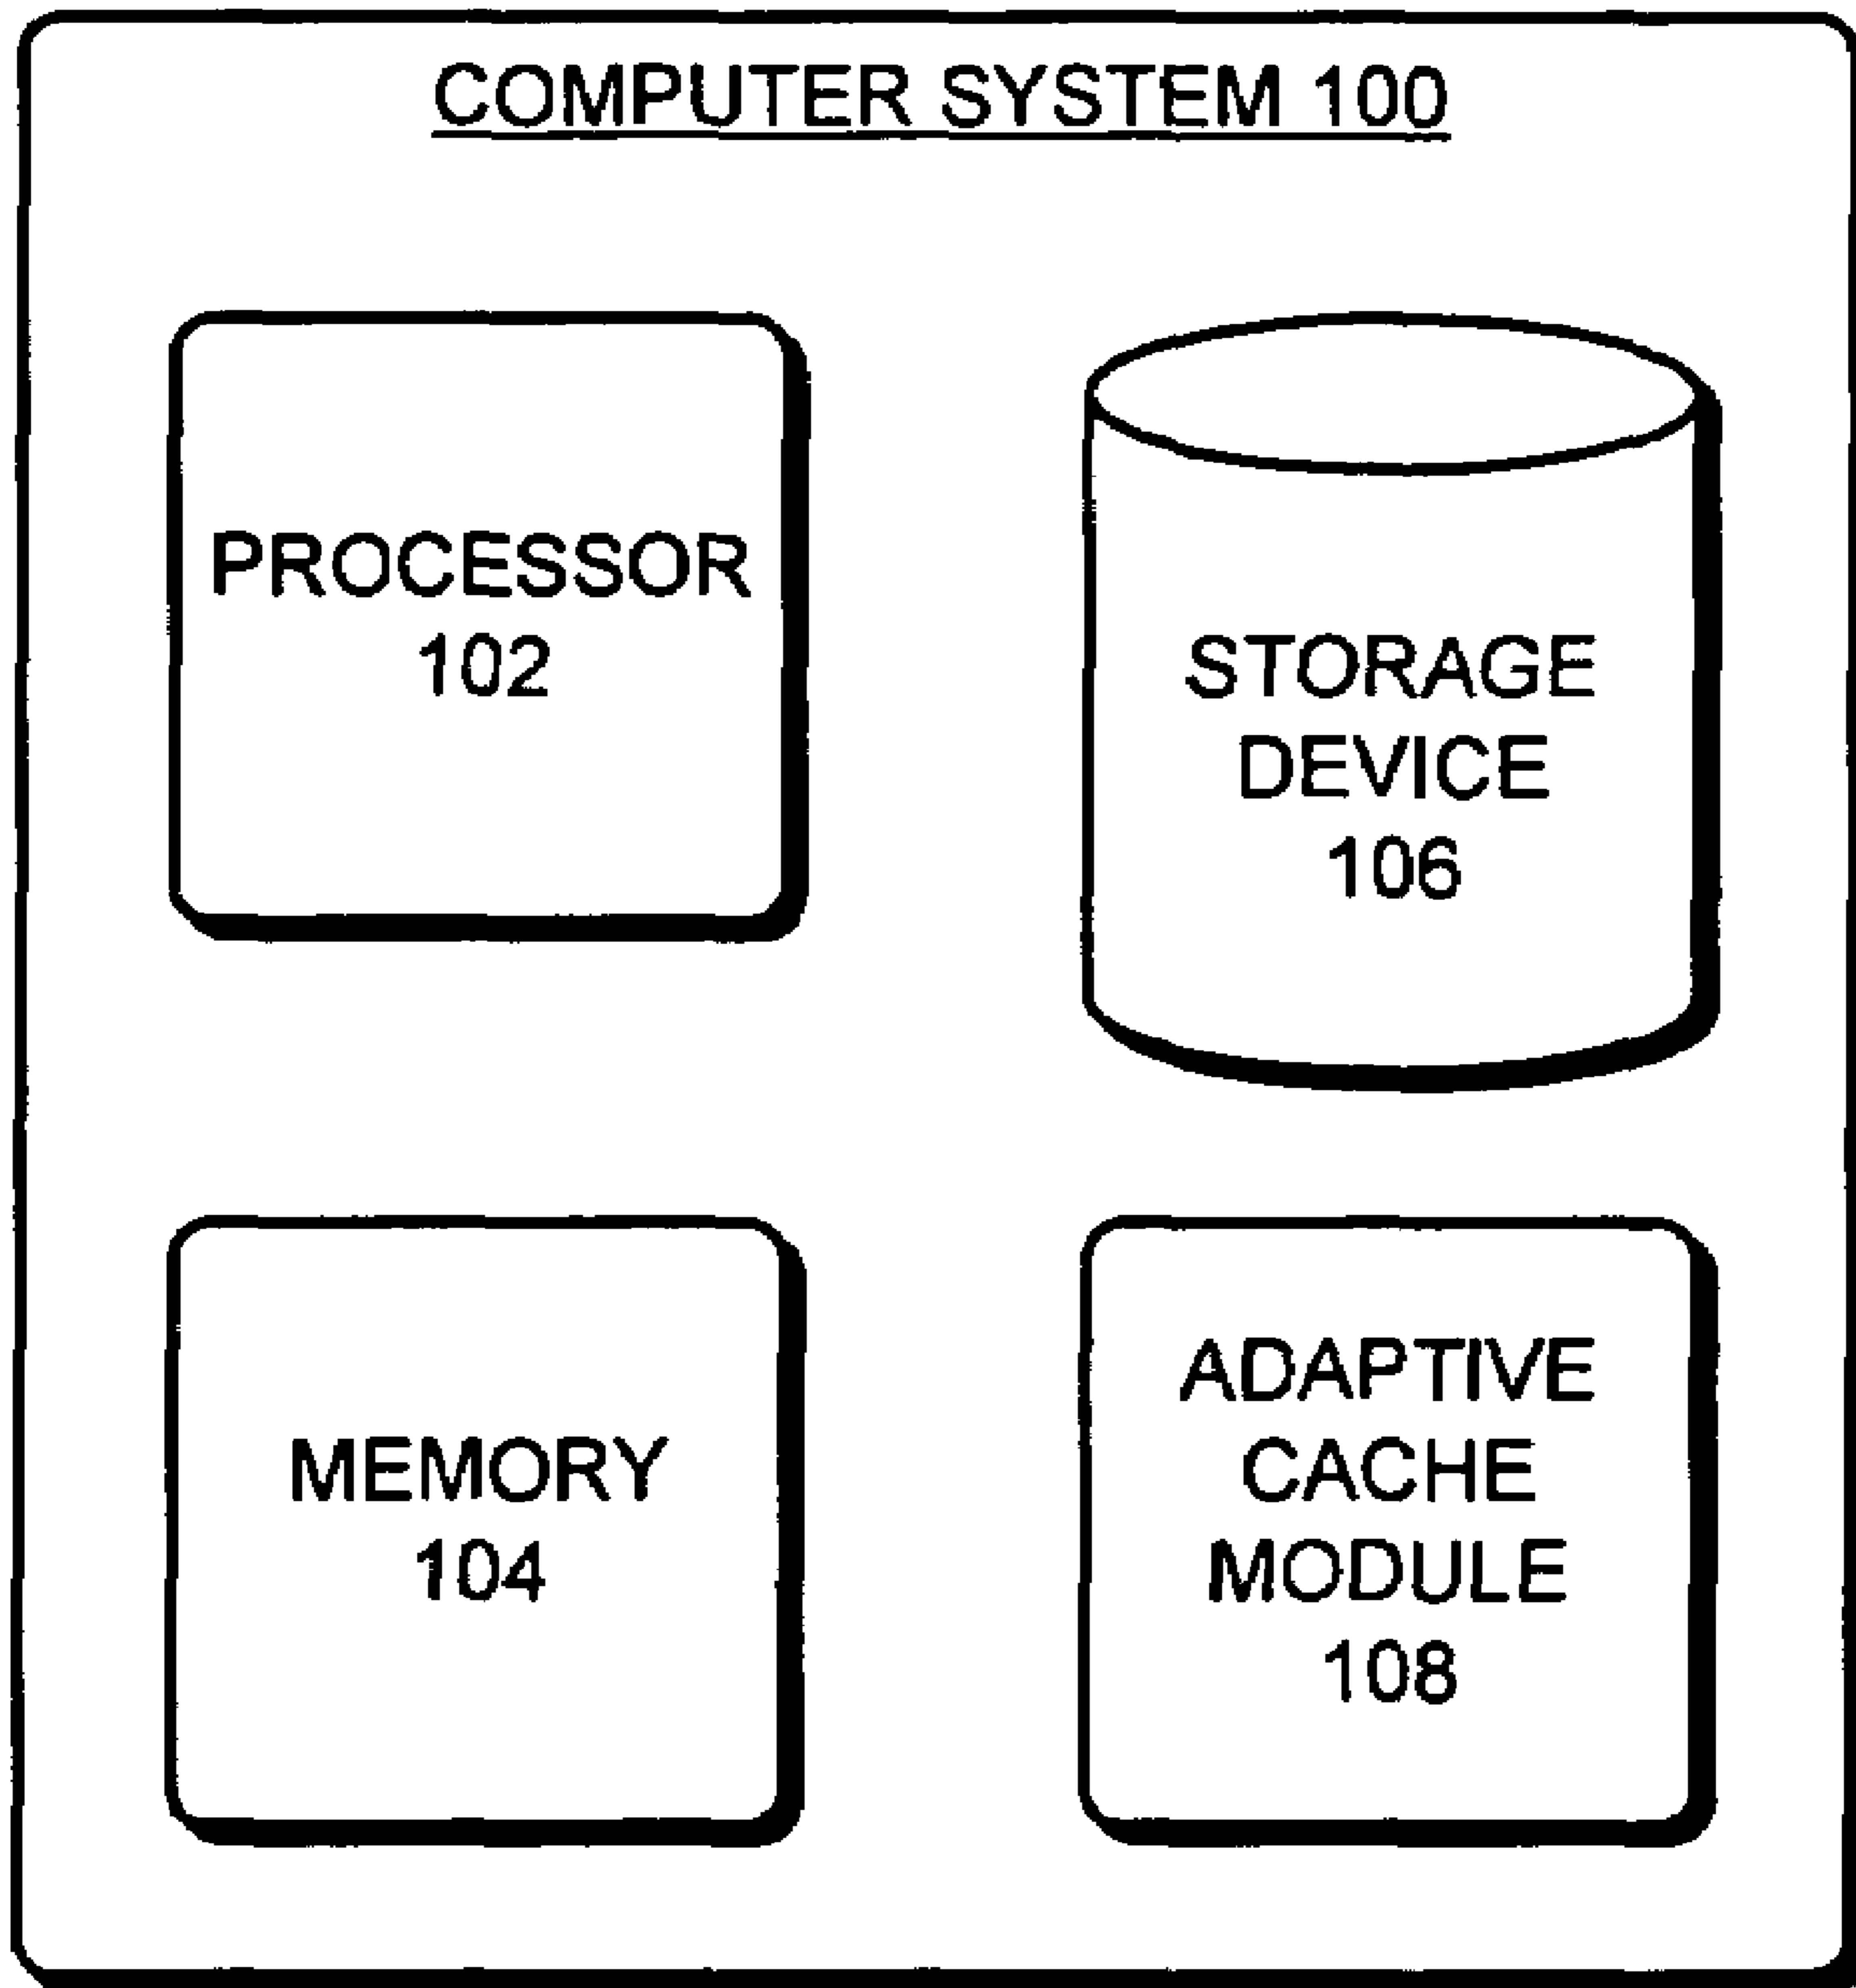 COMPUTER SYSTEM 100
PROCESSOR
102
STORAGE
DEVICE
106
MEMORY
104
ADAPTIVE
CACHE
MODULE
108